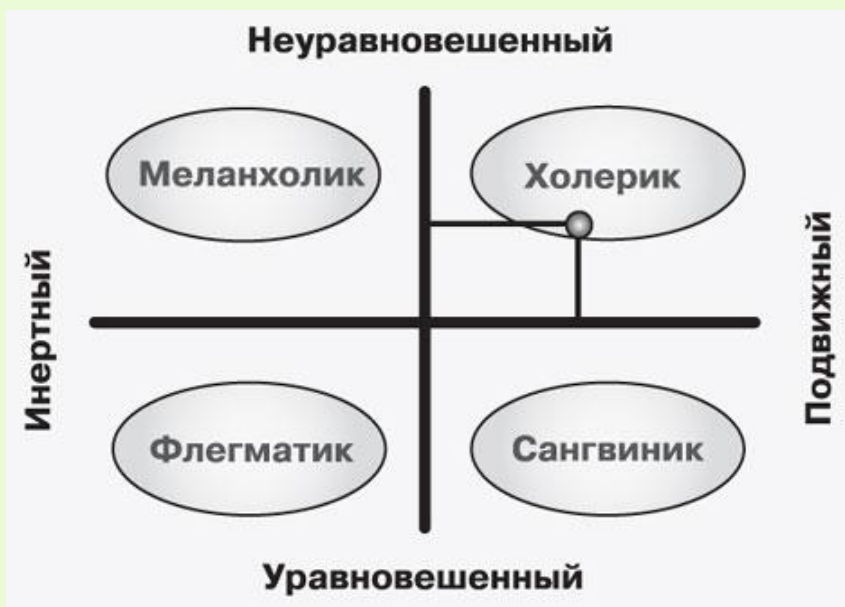 Неуравновешенный
Меланхолик
Холерик
Инертный
Подвижный
Флегматик
Сангвиник
Уравновешенный